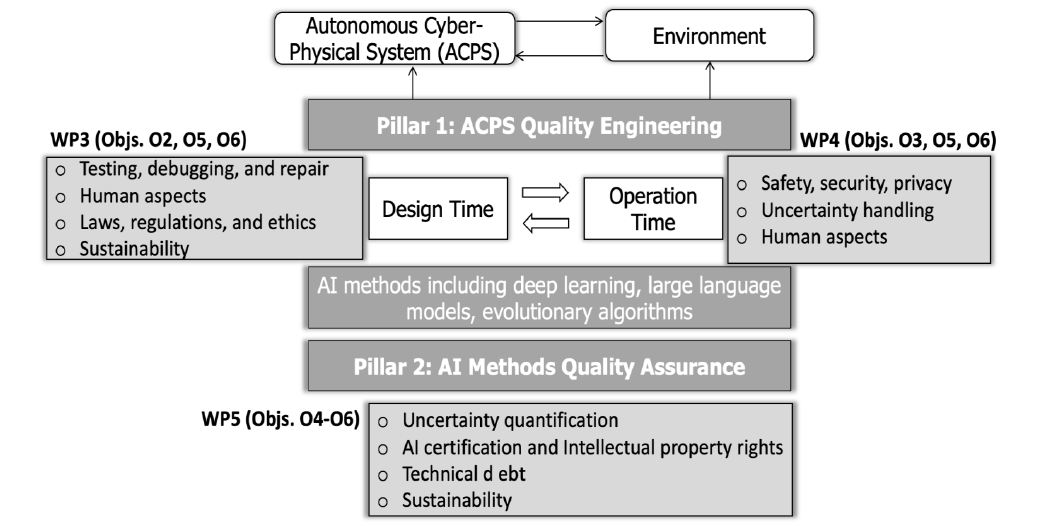 Autonomous Cyber-
Physical System (ACPS)
Environment
Pillar 1: ACPS Quality Engineering
WP3 (Objs. O2, O5, O6)
o Testing, debugging, and repair
o Human aspects
o Laws, regulations, and ethics
o Sustainability
Design Time
Operation
Time
WP4 (Objs. O3, O5, O6)
o Safety, security, privacy
o Uncertainty handling
o Human aspects
AI methods including deep learning, large language
models, evolutionary algorithms
Pillar 2: AI Methods Quality Assurance
WP5 (Objs. O4-O6)
o Uncertainty quantification
o AI certification and Intellectual property rights
o Technical d ebt
o Sustainability